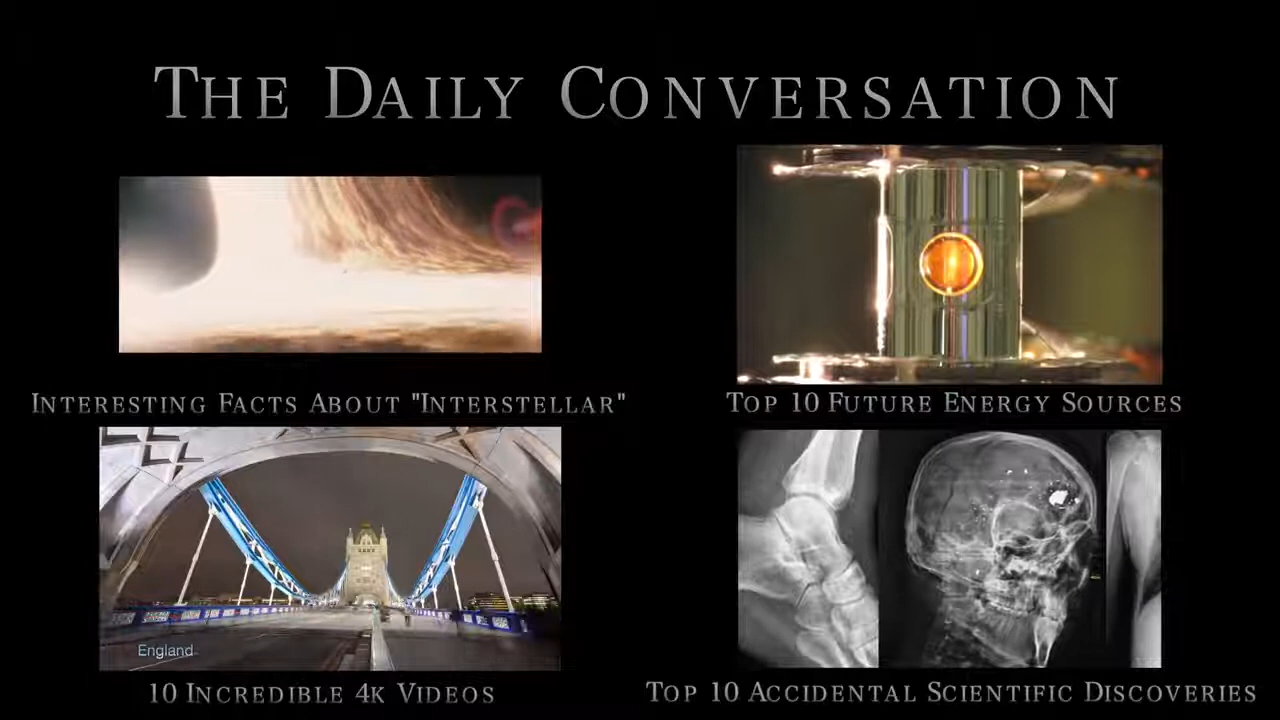 THE DAILY CONVERSATION
INTERESTING FACTS ABOUT "INTERSTELLAR"
TOP 10 FUTURE ENERGY SOURCES
England
10 INCREDIBLE 4K VIDEOS
TOP 10 ACCIDENTAL SCIENTIFIC DISCOVERIES